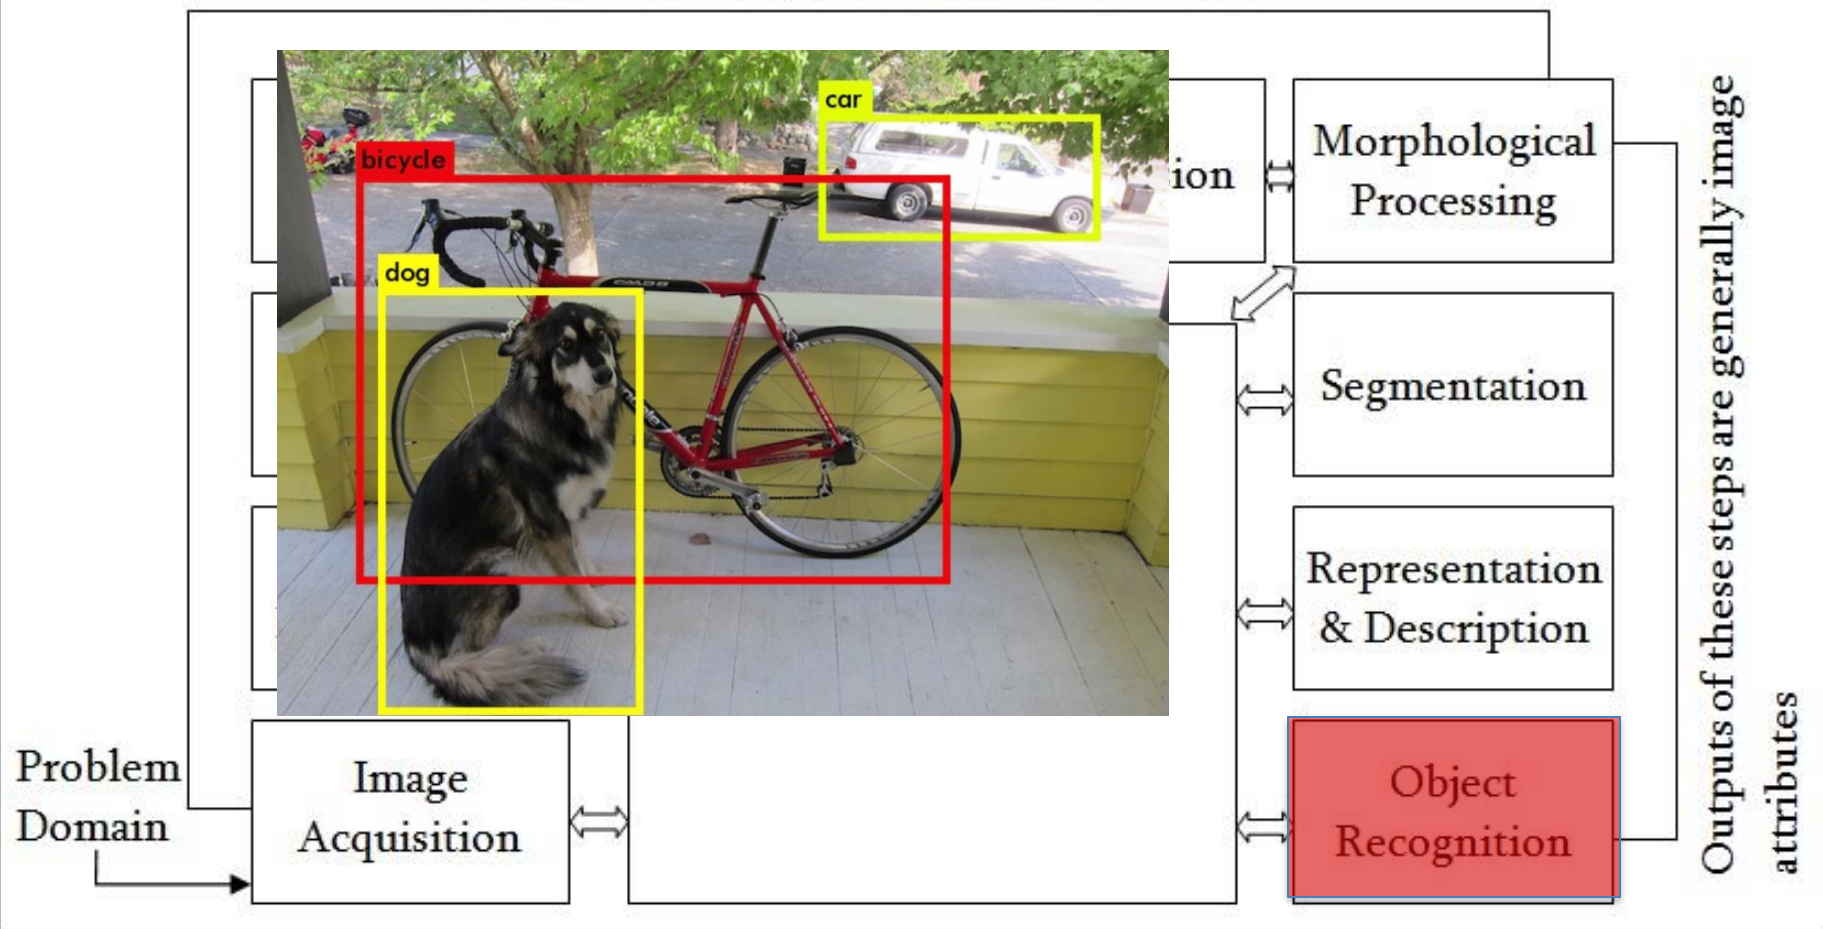 car
bicycle
dog
ion
Morphological
Processing
Segmentation
Representation
& Description
Object
Recognition
Image
Acquisition
Problem
Domain
Outputs of these steps are generally image
attributes